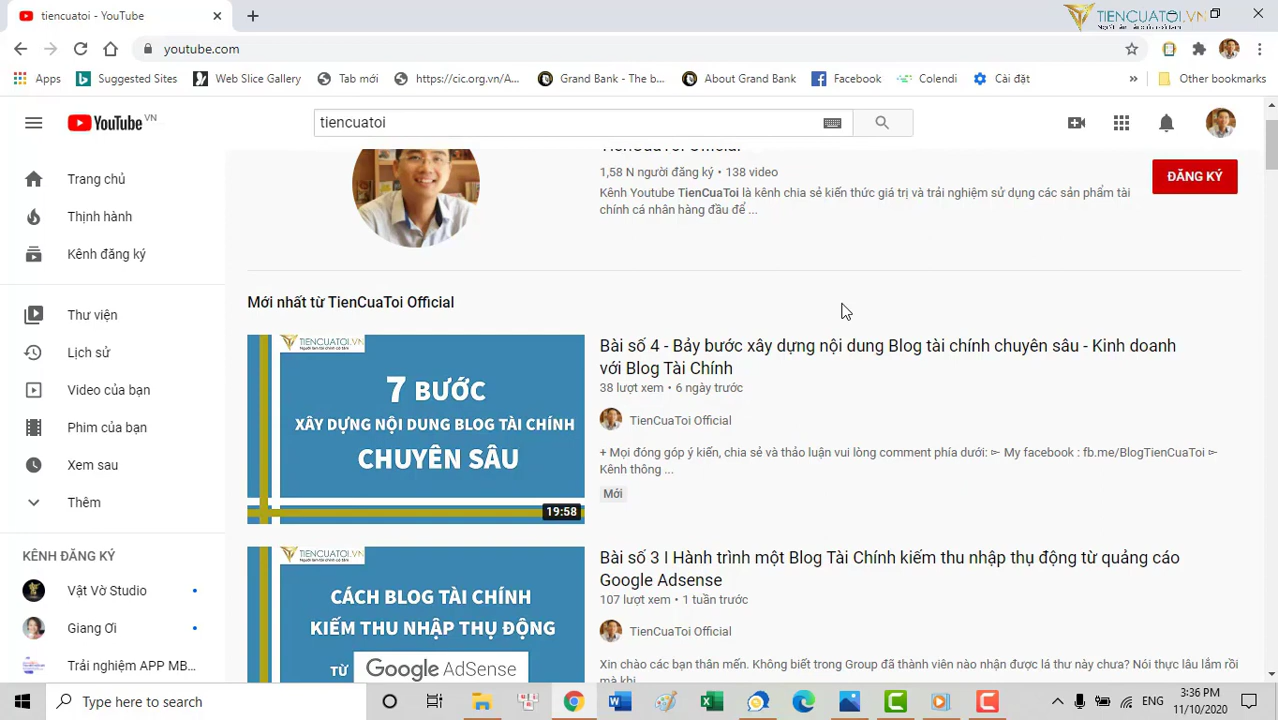 tiencuatoi - YouTube
TIENCUATOI.VN
youtube.com
Apps
Suggested Sites
Web Slice Gallery
Tab mới
https://cic.org.vn/A...
Grand Bank - The b...
About Grand Bank
Facebook
Colendi
Cài đặt
»
Other bookmarks
YouTube VN
tiencuatoi
TienCuaToi Official
1,58 N người đăng ký • 138 video
ĐĂNG KÝ
Kênh Youtube TienCuaToi là kênh chia sẻ kiến thức giá trị và trải nghiệm sử dụng các sản phẩm tài
chính cá nhân hàng đầu để ...
Trang chủ
Thịnh hành
Kênh đăng ký
Thư viện
Lịch sử
Video của bạn
Phim của bạn
Xem sau
Thêm
KÊNH ĐĂNG KÝ
Vật Vờ Studio
Giang Ơi
Trải nghiệm APP MB...
Mới nhất từ TienCuaToi Official
TIENCUATOI.VN
7 BƯỚC
XÂY DỰNG NỘI DUNG BLOG TÀI CHÍNH
CHUYÊN SÂU
19:58
Bài số 4 - Bảy bước xây dựng nội dung Blog tài chính chuyên sâu - Kinh doanh
với Blog Tài Chính
38 lượt xem • 6 ngày trước
TienCuaToi Official
+ Mọi đóng góp ý kiến, chia sẻ và thảo luận vui lòng comment phía dưới: ► My facebook : fb.me/BlogTienCuaToi ►
Kênh thông ...
Mới
TIENCUATOI.VN
CÁCH BLOG TÀI CHÍNH
KIẾM THU NHẬP THỤ ĐỘNG
TỪ Google AdSense
Bài số 3 I Hành trình một Blog Tài Chính kiếm thu nhập thụ động từ quảng cáo
Google Adsense
107 lượt xem • 1 tuần trước
TienCuaToi Official
Xin chào các bạn thân mến. Không biết trong Group đã thành viên nào nhận được lá thư này chưa? Nói thực lâu lắm rồi
mà khi
Type here to search
ENG
3:36 PM
11/10/2020